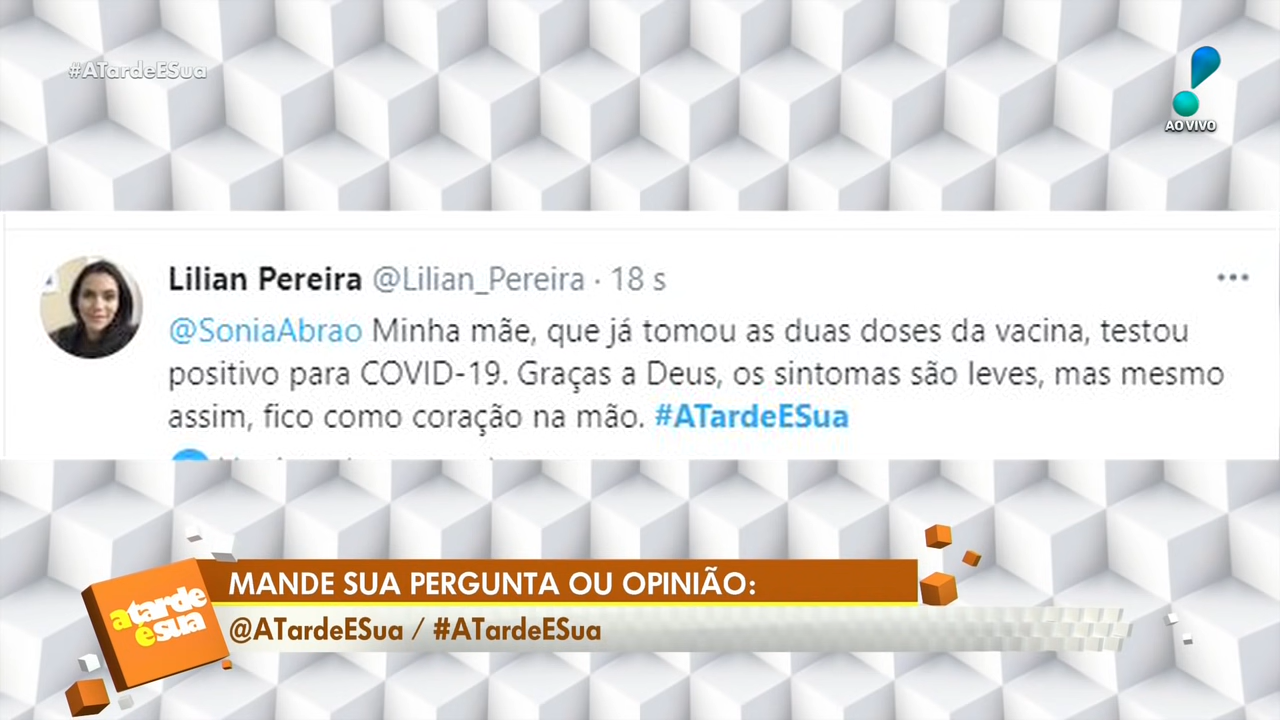 #ATardeESua
AO VIVO
Lilian Pereira @Lilian_Pereira · 18 s
@SoniaAbrao Minha mãe, que já tomou as duas doses da vacina, testou
positivo para COVID-19. Graças a Deus, os sintomas são leves, mas mesmo
assim, fico como coração na mão. #ATardeESua
MANDE SUA PERGUNTA OU OPINIÃO:
a tarde
é sua
@ATardeESua / #ATardeESua